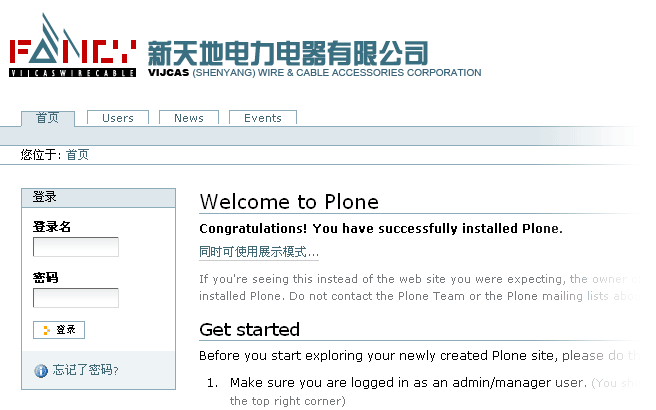 FANCY
VIJCASWIRECABLE
新天地电力电器有限公司
VIJCAS (SHENYANG) WIRE & CABLE ACCESSORIES CORPORATION
首页 Users News Events
您位于: 首页
登录
登录名
密码
登录
忘记了密码?
Welcome to Plone
Congratulations! You have successfully installed Plone.
同时可使用展示模式...
If you're seeing this instead of the web site you were expecting, the owner
installed Plone. Do not contact the Plone Team or the Plone mailing lists abo
Get started
Before you start exploring your newly created Plone site, please do th
1. Make sure you are logged in as an admin/manager user. (You sh
the top right corner)